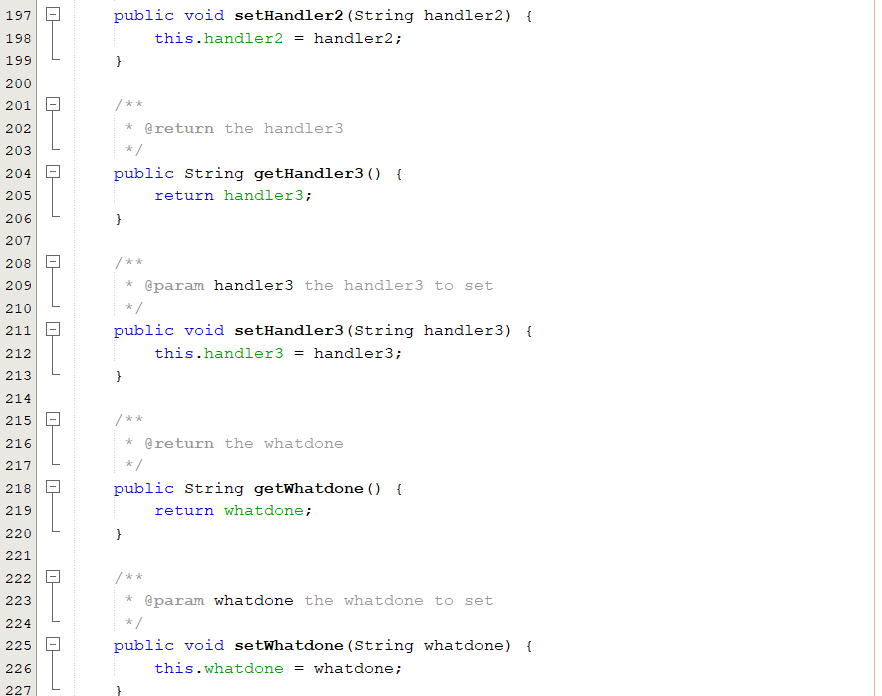 197 public void setHandler2(String handler2) {
198 this.handler2 = handler2;
199 }
200
201 /**
202 * @return the handler3
203 */
204 public String getHandler3() {
205 return handler3;
206 }
207
208 /**
209 * @param handler3 the handler3 to set
210 */
211 public void setHandler3(String handler3) {
212 this.handler3 = handler3;
213 }
214
215 /**
216 * @return the whatdone
217 */
218 public String getWhatdone() {
219 return whatdone;
220 }
221
222 /**
223 * @param whatdone the whatdone to set
224 */
225 public void setWhatdone(String whatdone) {
226 this.whatdone = whatdone;
227 }